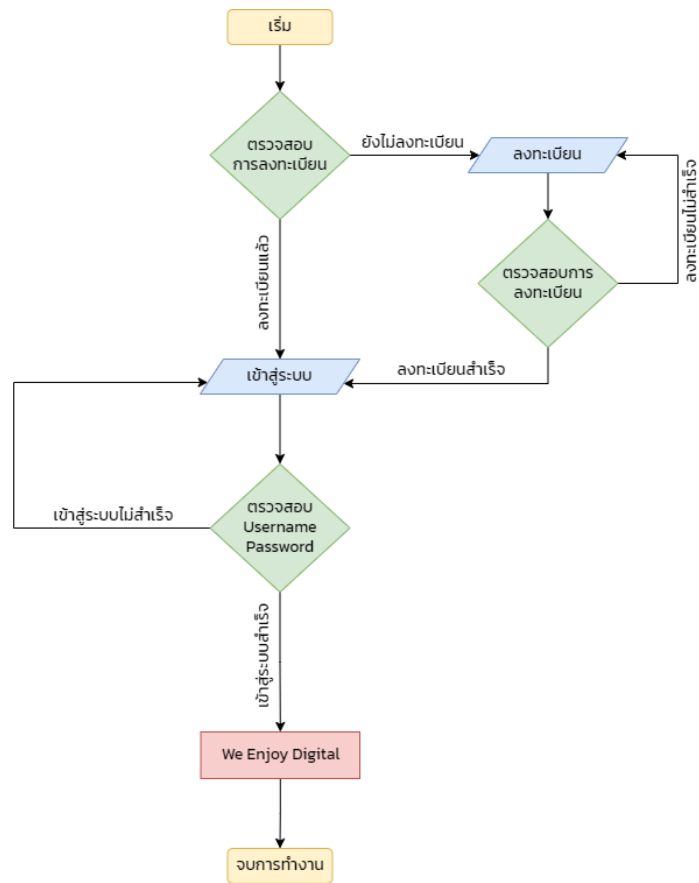 เริ่ม
ตรวจสอบ
การลงทะเบียน
ยังไม่ลงทะเบียน
ลงทะเบียน
ลงทะเบียนไม่สำเร็จ
ตรวจสอบการ
ลงทะเบียน
ลงทะเบียนแล้ว
ลงทะเบียนสำเร็จ
เข้าสู่ระบบ
เข้าสู่ระบบไม่สำเร็จ
ตรวจสอบ
Username
Password
เข้าสู่ระบบสำเร็จ
We Enjoy Digital
จบการทำงาน